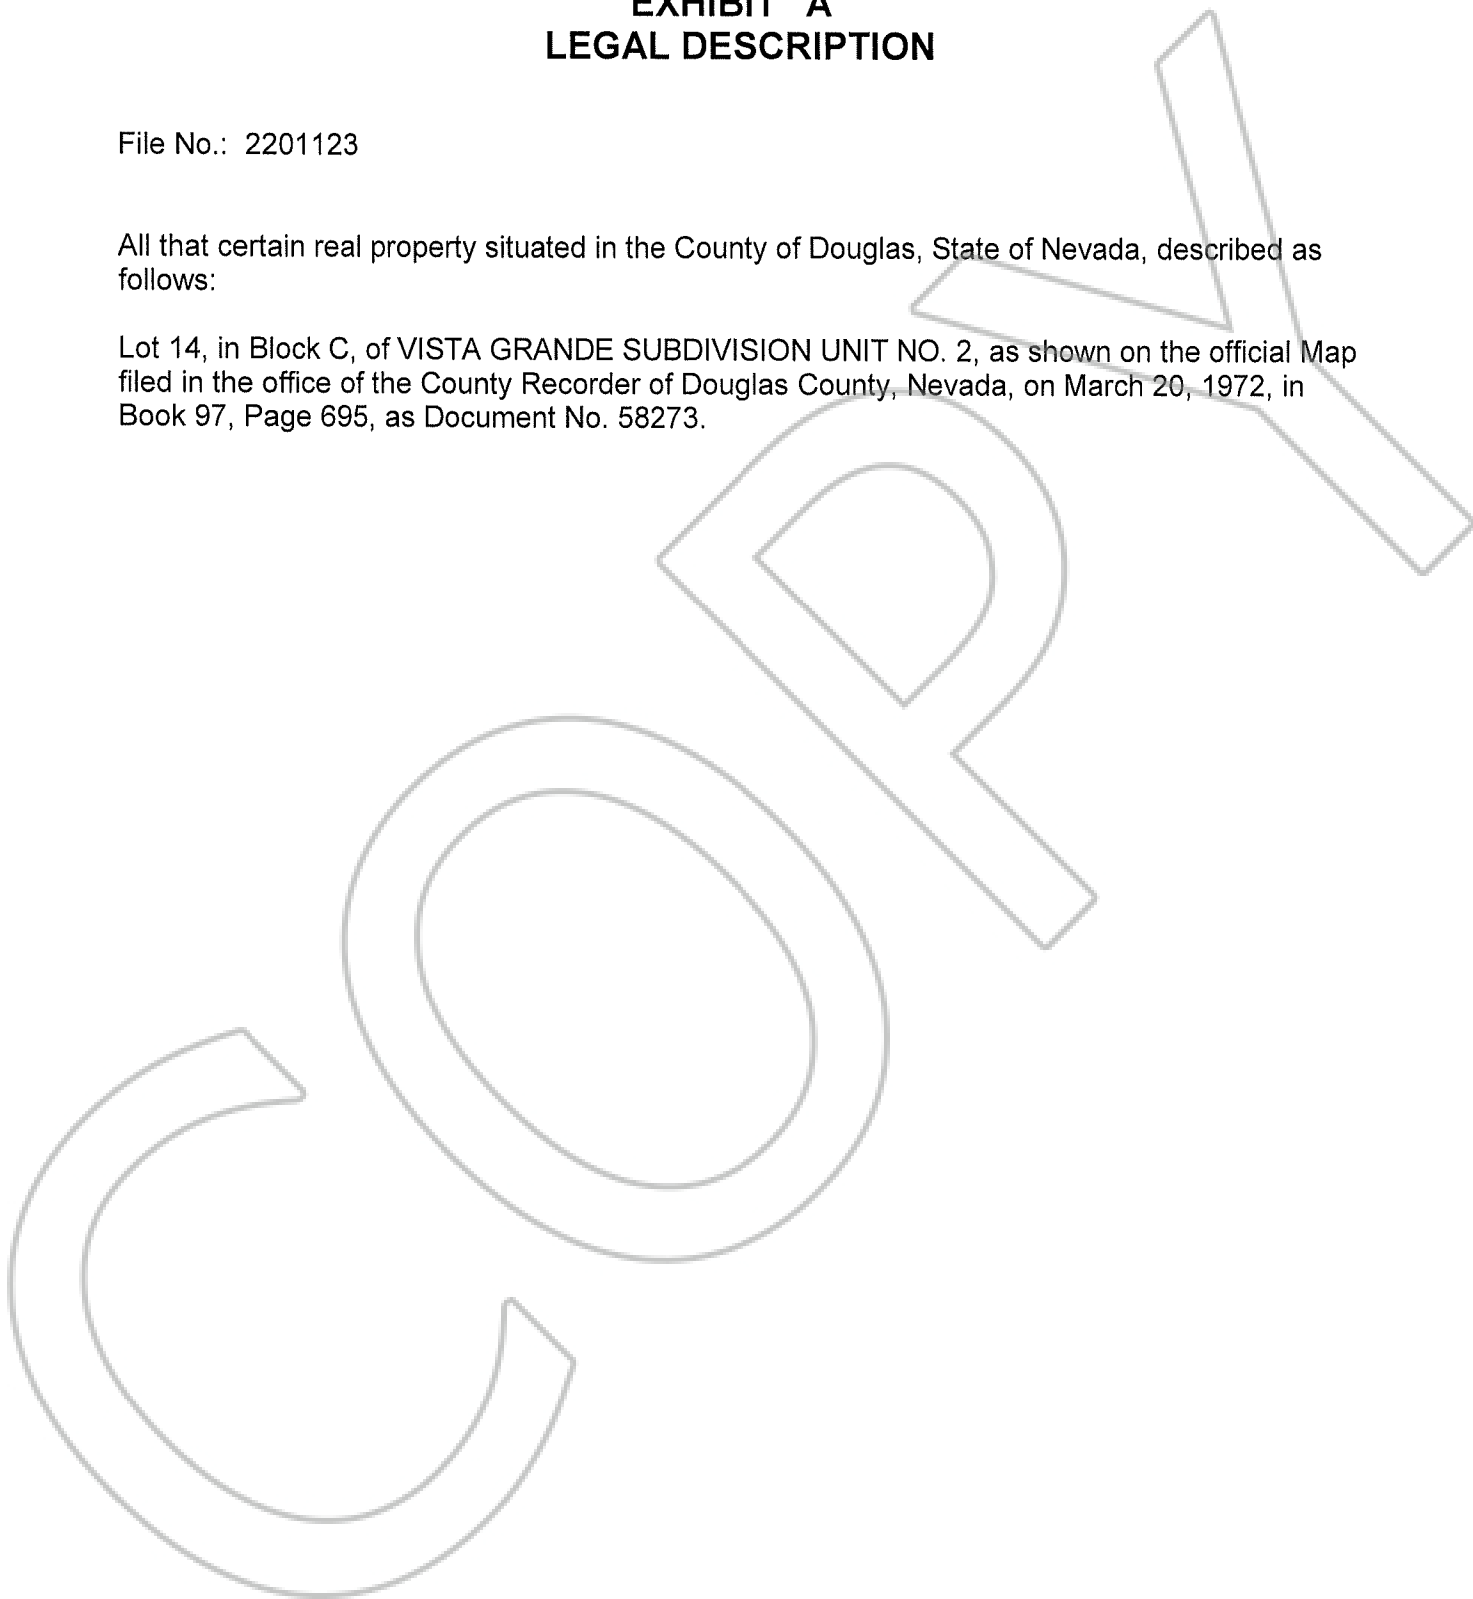 EXHIBIT A
LEGAL DESCRIPTION
File No.: 2201123
All that certain real property situated in the County of Douglas, State of Nevada, described as
follows:
Lot 14, in Block C, of VISTA GRANDE SUBDIVISION UNIT NO. 2, as shown on the official Map
filed in the office of the County Recorder of Douglas County, Nevada, on March 20, 1972, in
Book 97, Page 695, as Document No. 58273.
COPY